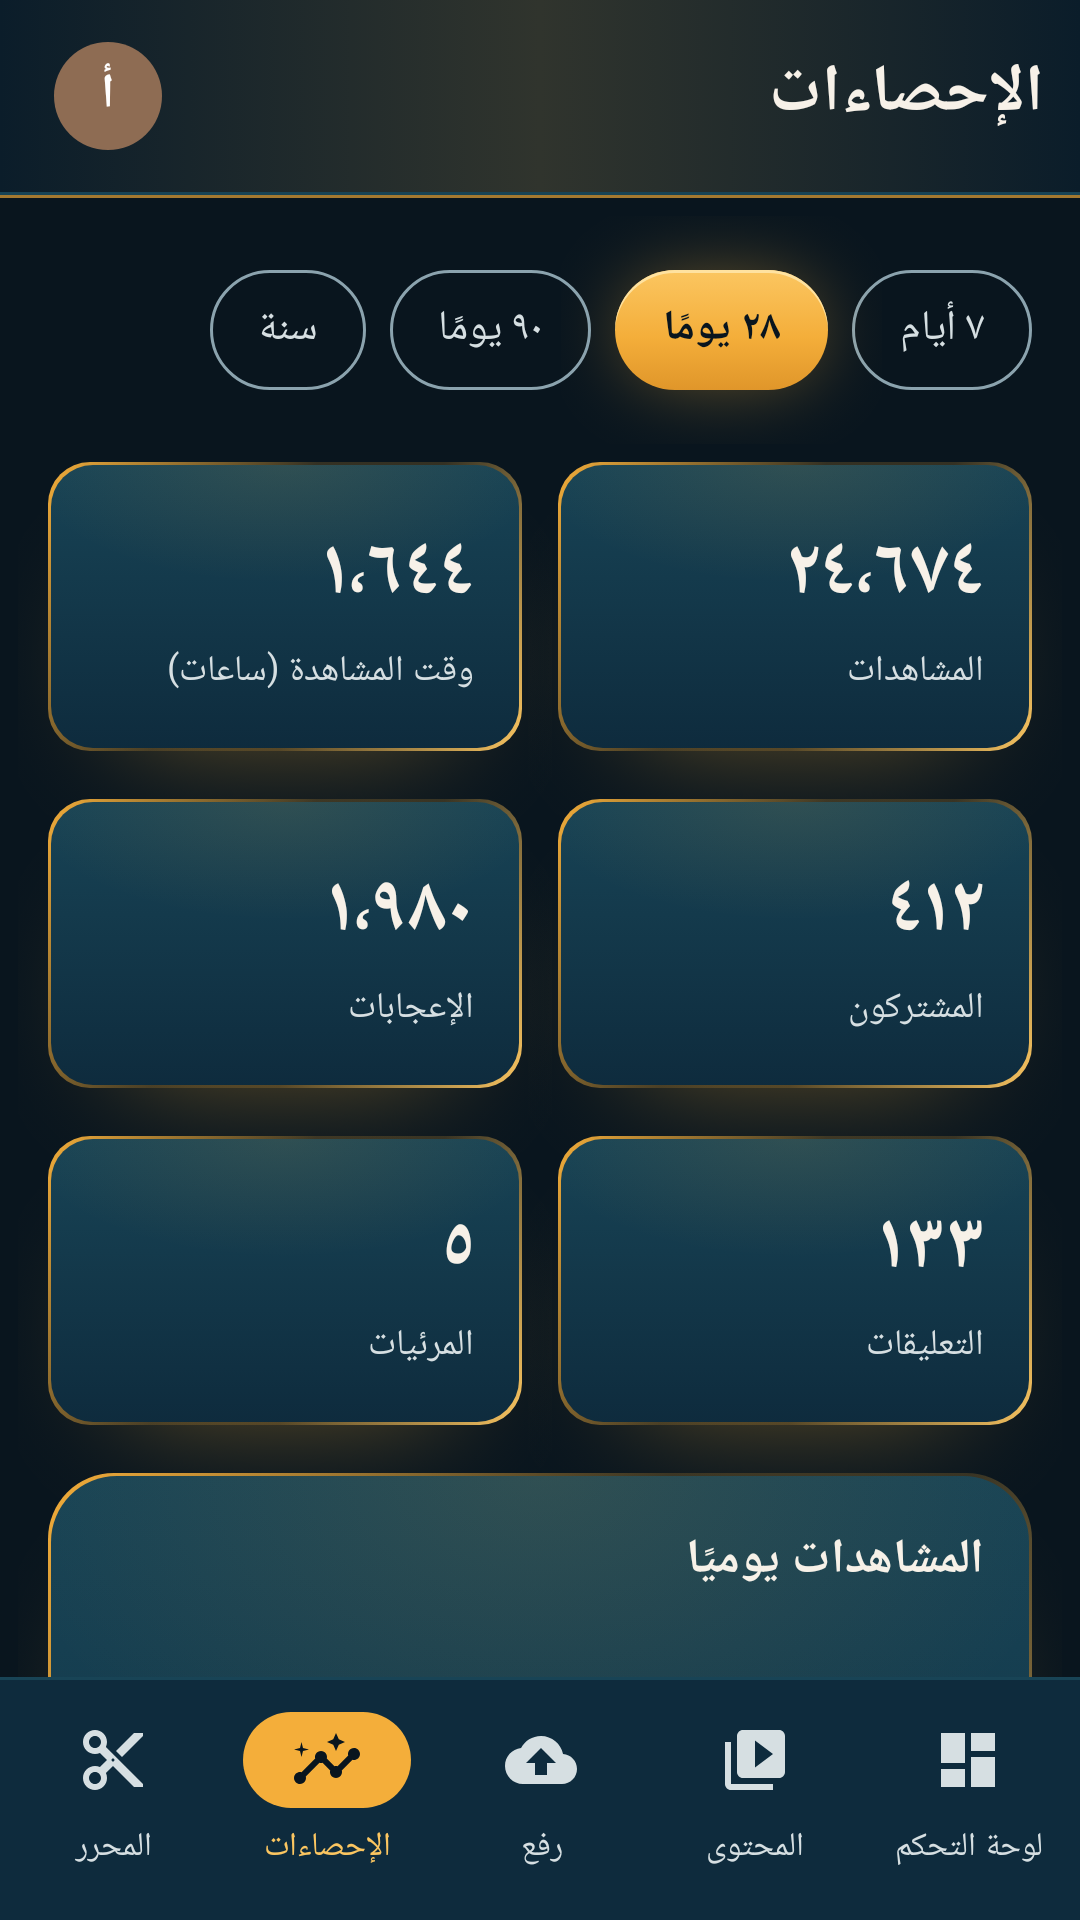 الإحصاءات
أ
٧ أيام
٢٨ يومًا
٩٠ يومًا
سنة
٢٤،٦٧٤
المشاهدات
١،٦٤٤
وقت المشاهدة (ساعات)
٤١٢
المشتركون
١،٩٨٠
الإعجابات
١٣٣
التعليقات
٥
المرئيات
المشاهدات يوميًا
لوحة التحكم
المحتوى
رفع
الإحصاءات
المحرر